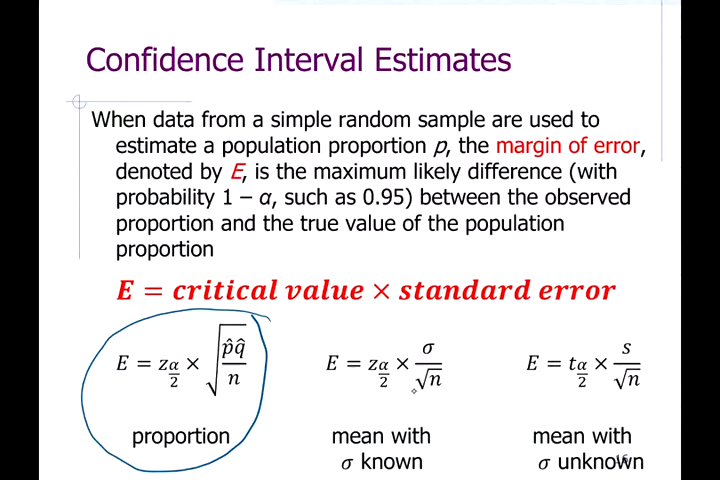 Confidence Interval Estimates
When data from a simple random sample are used to
estimate a population proportion p, the margin of error,
denoted by E, is the maximum likely difference (with
probability 1 – α, such as 0.95) between the observed
proportion and the true value of the population
proportion
E = critical value × standard error
E = z_{α/2} × √(p̂q̂/n)  E = z_{α/2} × σ/√n  E = t_{α/2} × s/√n
proportion  mean with  mean with
σ known  σ unknown